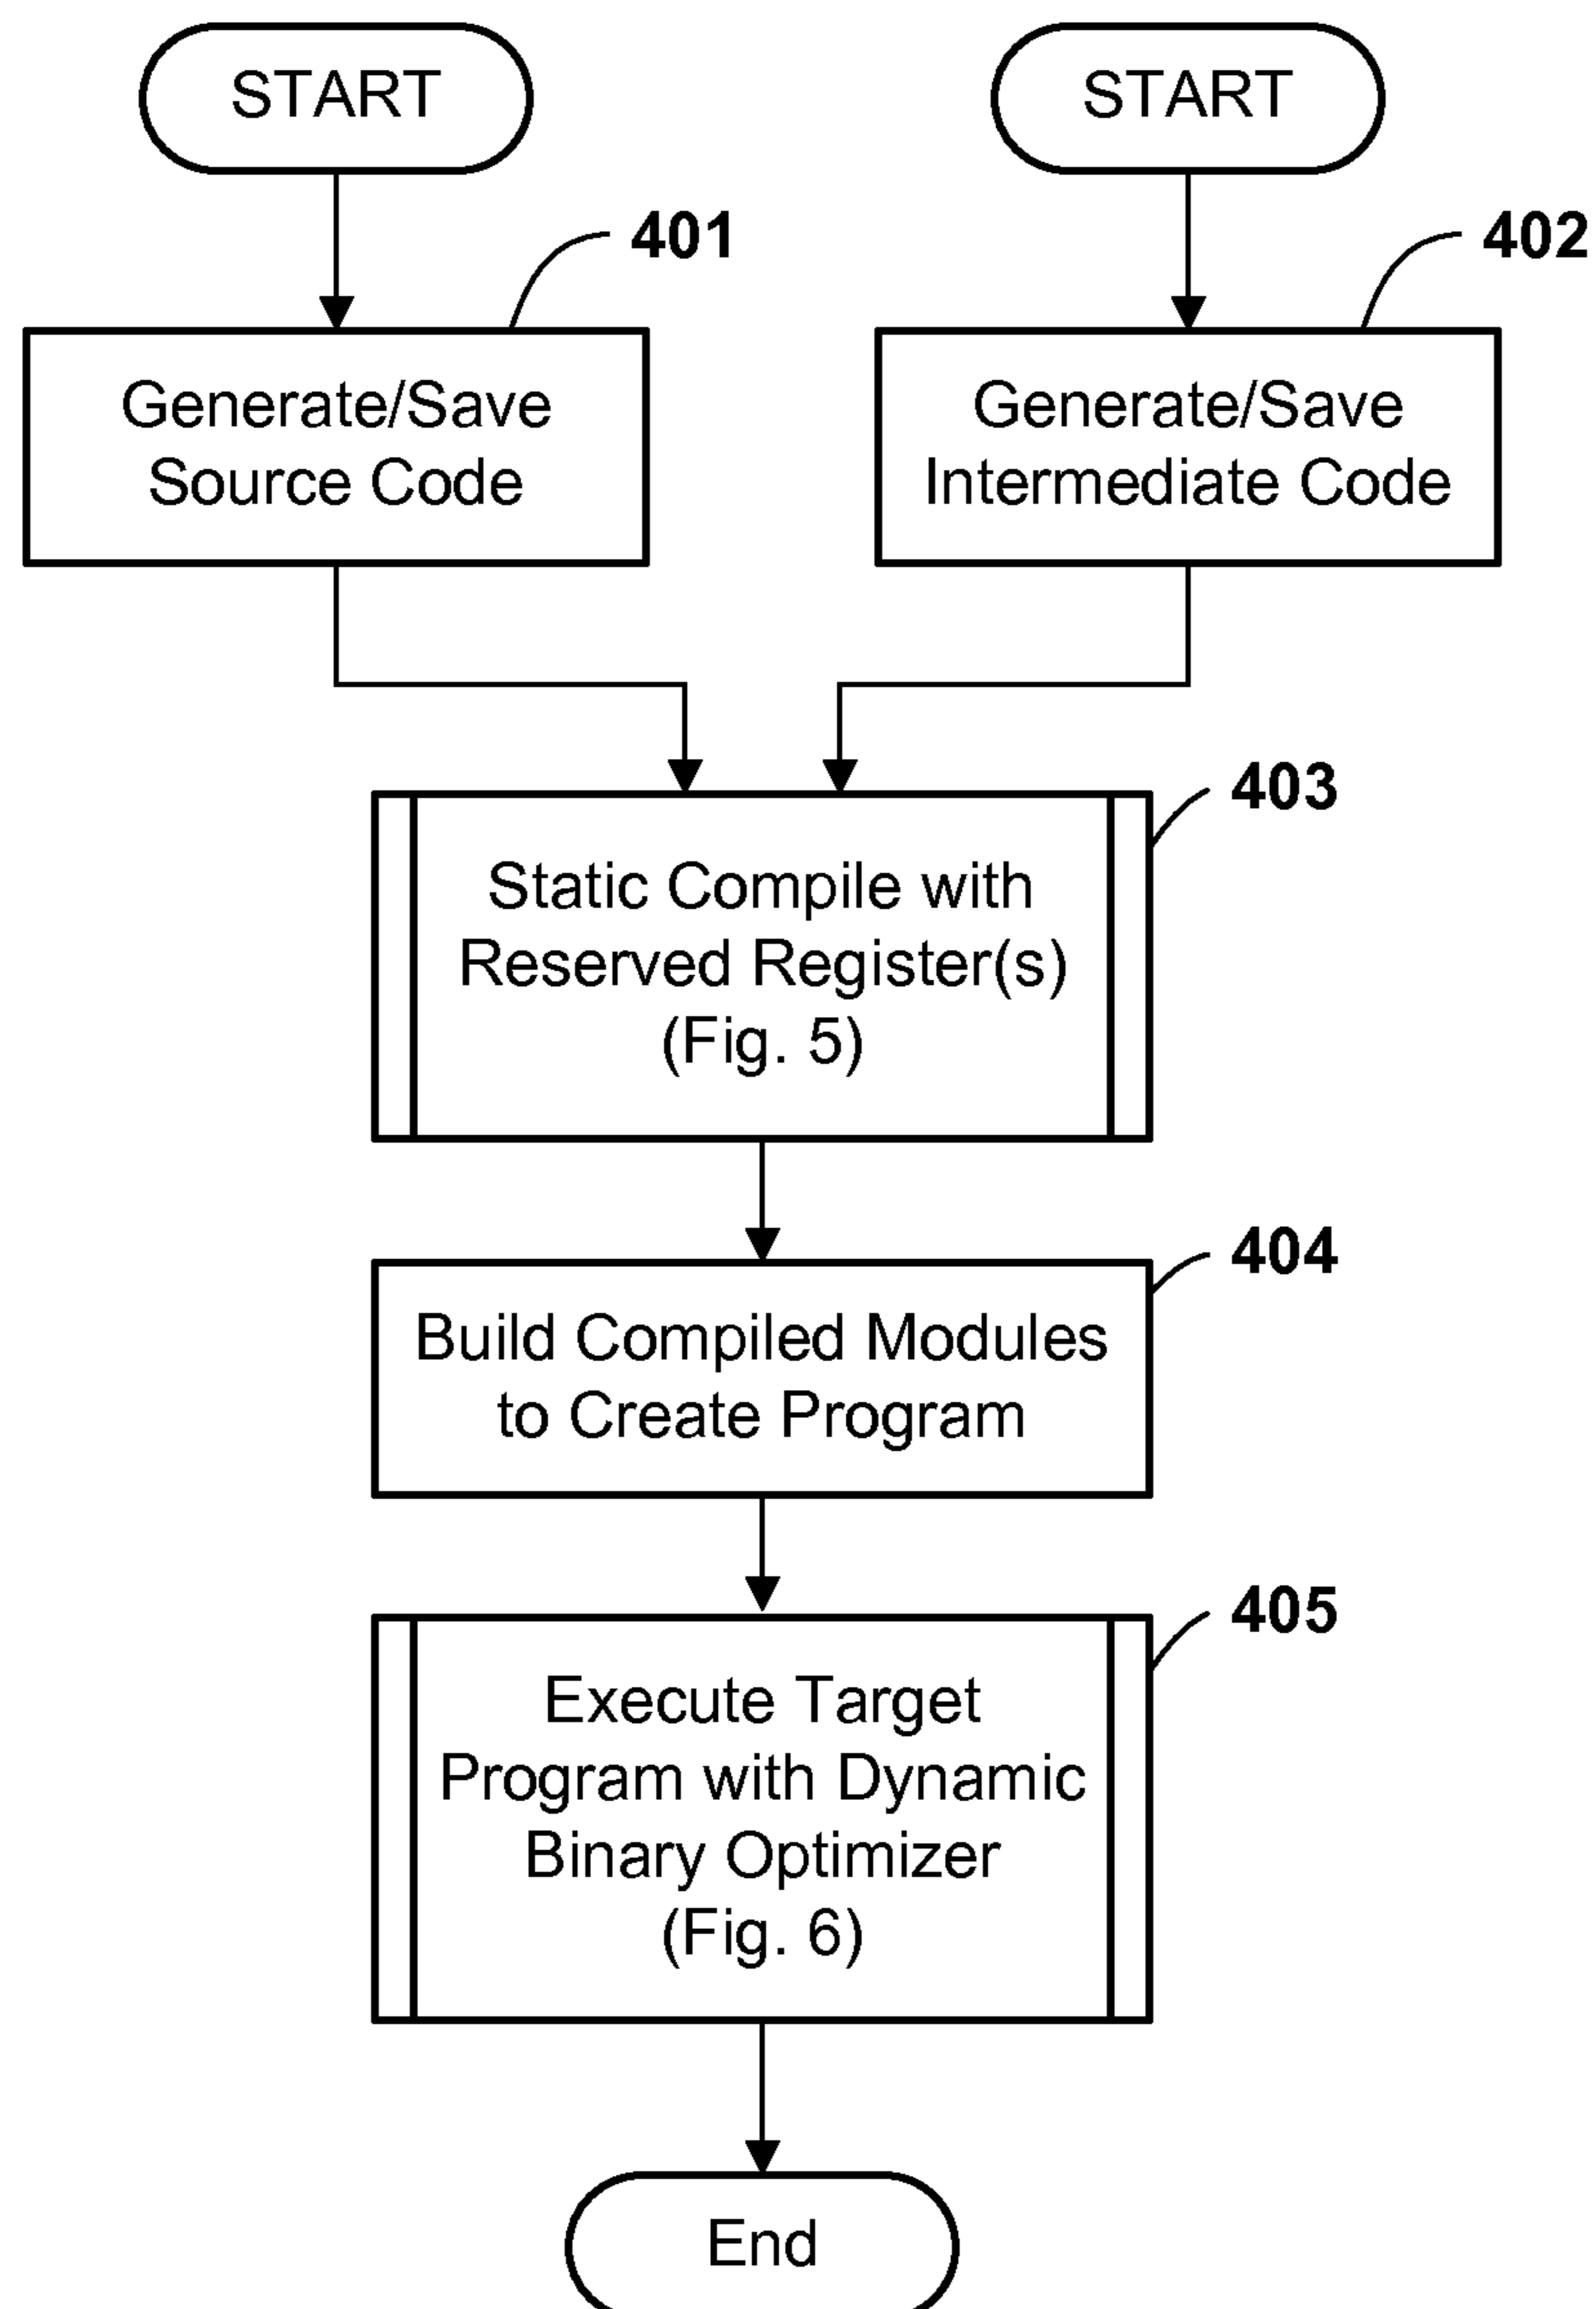 START
START
401
402
Generate/Save
Source Code
Generate/Save
Intermediate Code
403
Static Compile with
Reserved Register(s)
(Fig. 5)
404
Build Compiled Modules
to Create Program
405
Execute Target
Program with Dynamic
Binary Optimizer
(Fig. 6)
End